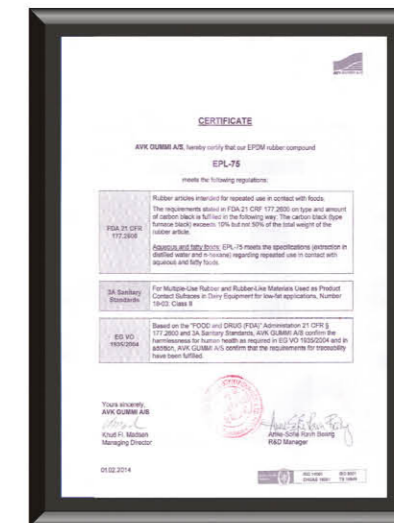 CERTIFICATE
AVK GUMMI A/S, hereby certify that our EPDM rubber compound
EPL-75
meets the following regulations:
FDA 21 CFR
177.2600
Rubber articles intended for repeated use in contact with foods.
The requirements stated in FDA 21 CRF 177.2600 on type and amount
of carbon black is fulfilled in the following way. The carbon black (type
furnace black) exceeds 10% but not 50% of the total weight of the
rubber article.
Aqueous and fatty foods: EPL-75 meets the specifications (extraction in
distilled water and n-hexane) regarding repeated use in contact with
aqueous and fatty foods.
3A Sanitary
Standards
For Multiple-Use Rubber and Rubber-Like Materials Used as Product
Contact Surfaces in Dairy Equipment for low-fat applications, Number
18-03: Class II
EG VO
1935/2004
Based on the "FOOD and DRUG (FDA)" Administation 21 CFR §
177.2600 and 3A Sanitary Standards, AVK GUMMI A/S confirm the
harmlessness for human health as required in EG VO 1935/2004 and in
addition, AVK GUMMI A/S confirm that the requirements for traceability
have been fulfilled.
Yours sincerely,
AVK GUMMI A/S
Knud Fl. Madsen
Managing Director
R&D Manager
01.02.2014